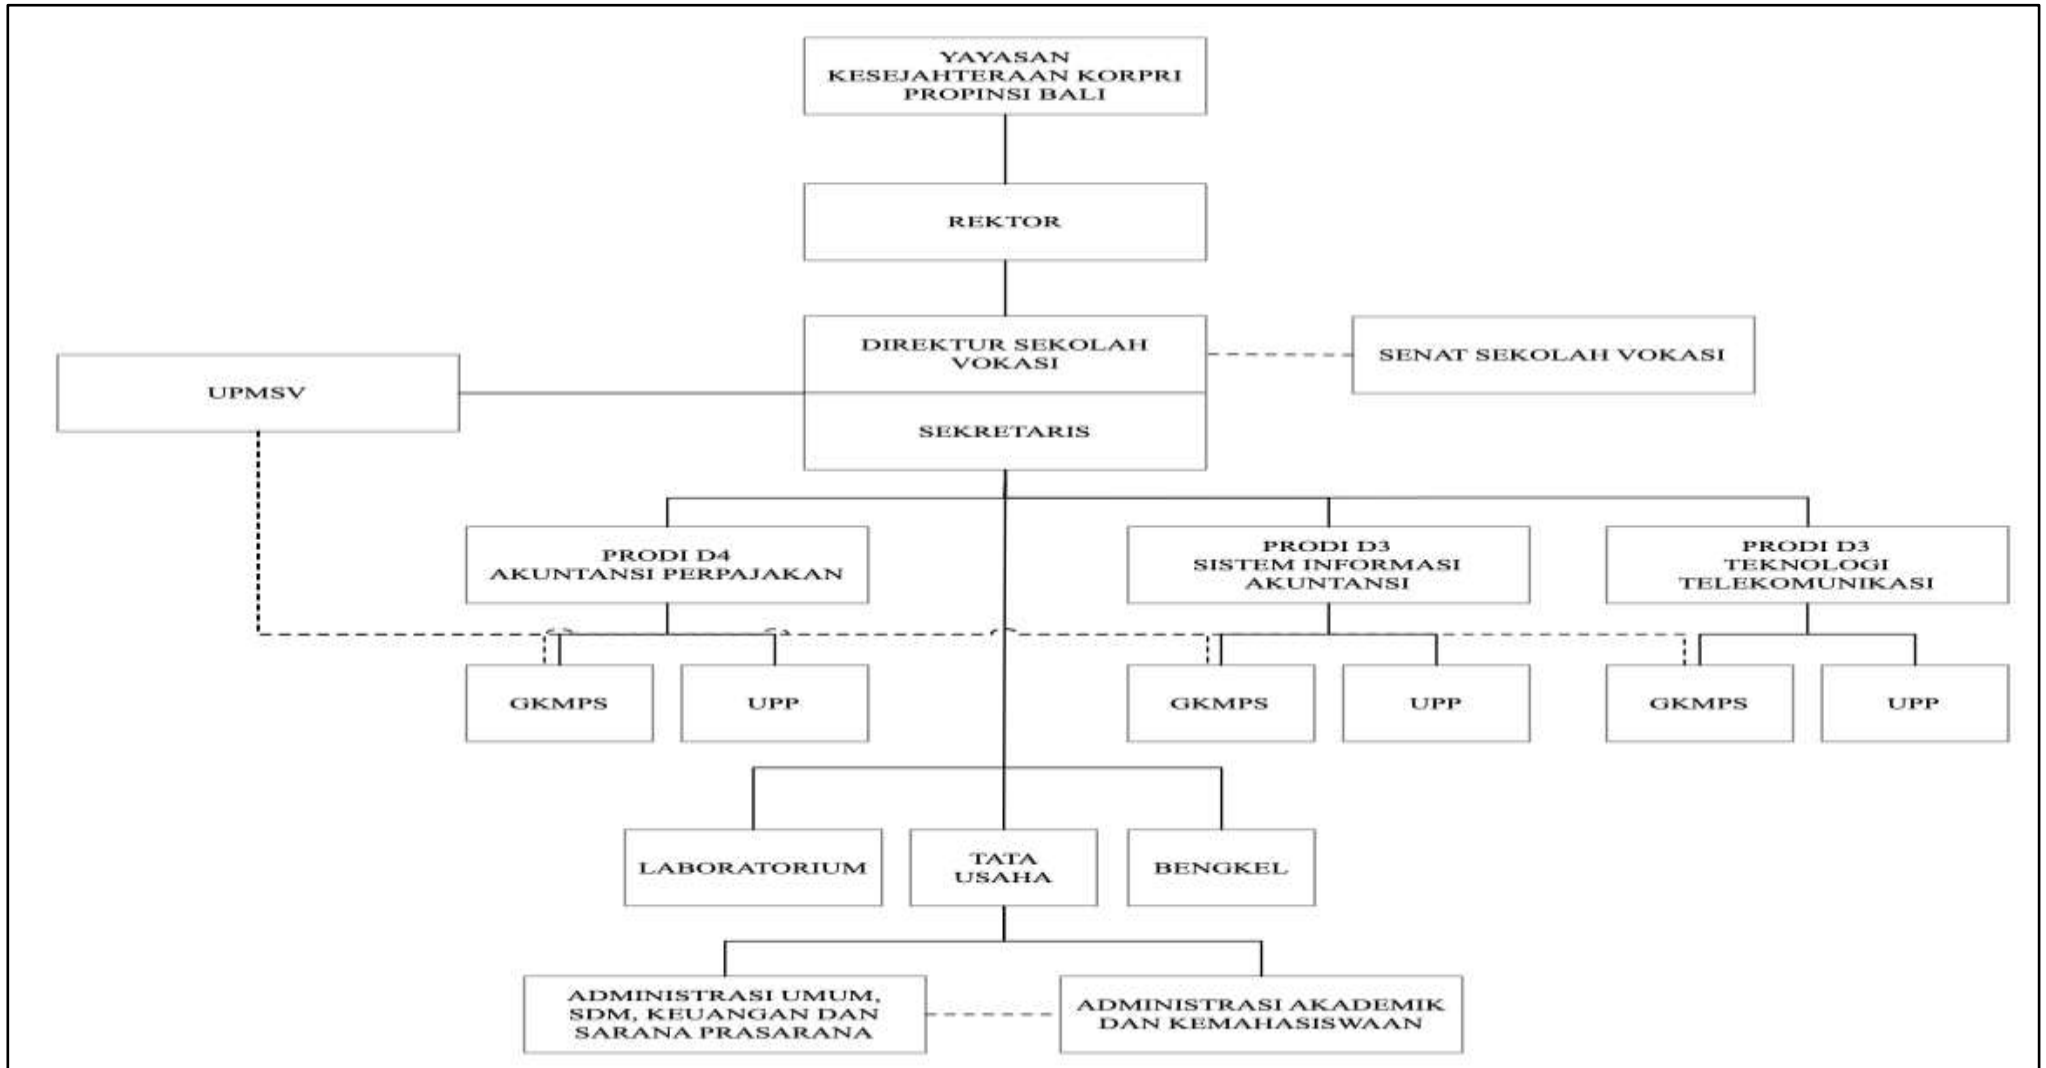 YAYASAN
KESEJAHTERAAN KORPRI
PROPINSI BALI
REKTOR
DIREKTUR SEKOLAH
VOKASI
SENAT SEKOLAH VOKASI
UPMSV
SEKRETARIS
PRODI D4
AKUNTANSI PERPAJAKAN
PRODI D3
SISTEM INFORMASI
AKUNTANSI
PRODI D3
TEKNOLOGI
TELEKOMUNIKASI
GKMPS
UPP
GKMPS
UPP
GKMPS
UPP
LABORATORIUM
TATA
USAHA
BENGKEL
ADMINISTRASI UMUM,
SDM, KEUANGAN DAN
SARANA PRASARANA
ADMINISTRASI AKADEMIK
DAN KEMAHASISWAAN